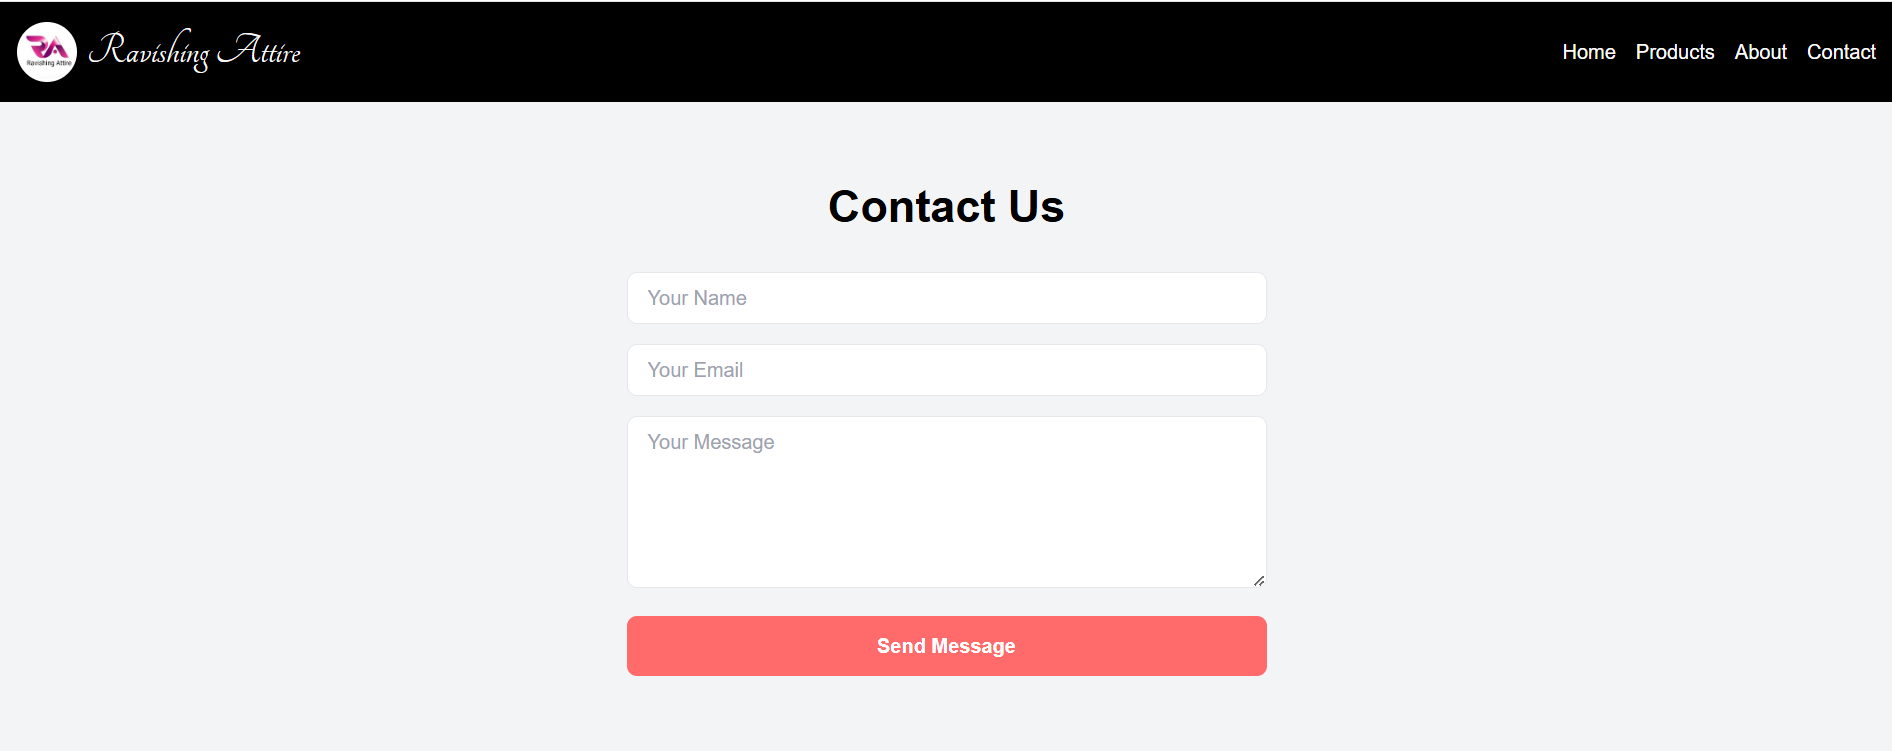 RA
Ravishing Attire
Ravishing Attire
Home Products About Contact
Contact Us
Your Name
Your Email
Your Message
Send Message